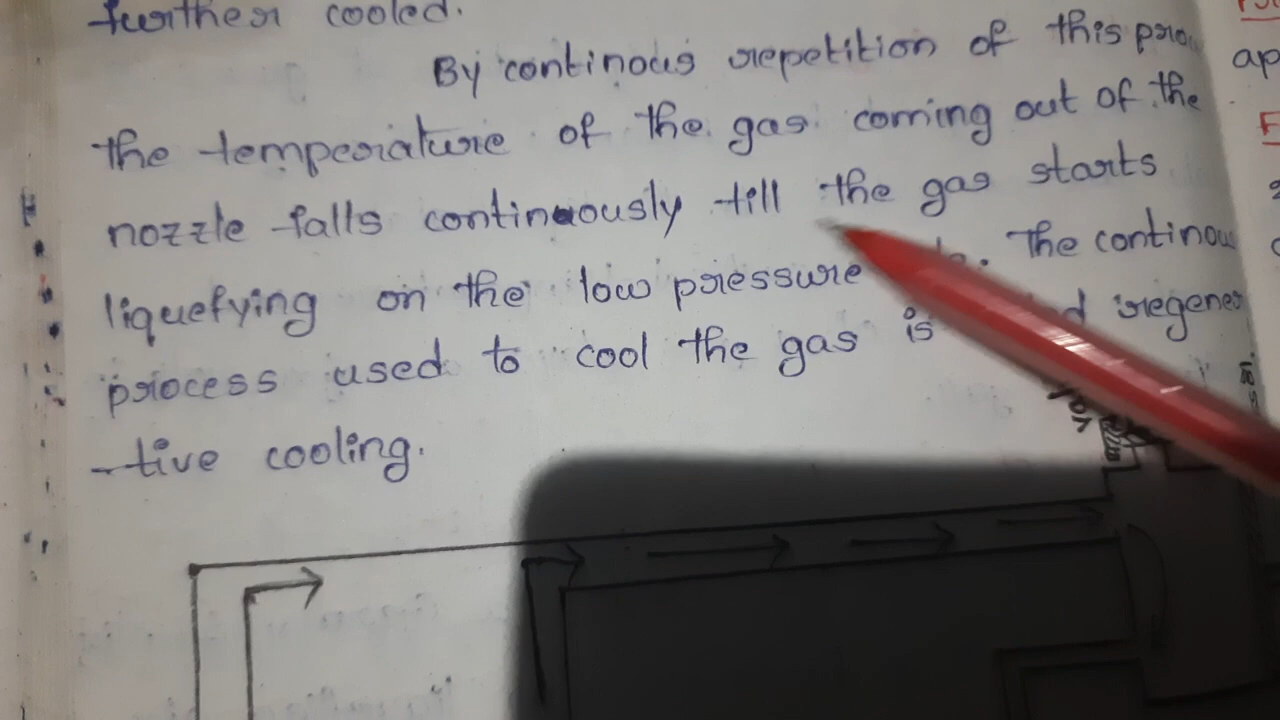 further cooled.
By continous repetition of this
the temperature of the gas coming out of the
nozzle falls continuously till the gas starts
liquefying on the low pressure The continou
process used to cool the gas is regener
-tive cooling.
ap